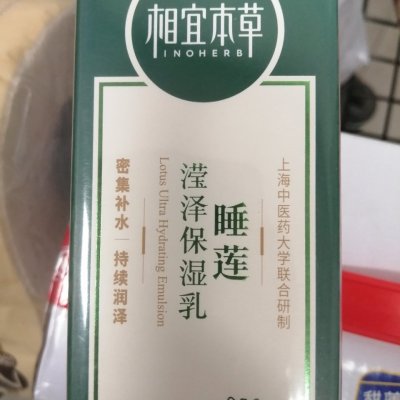 相宜本草
INOHERB
上海中医药大学联合研制
睡莲
滢泽保湿乳
Lotus Ultra Hydrating Emulsion
密集补水 持续润泽